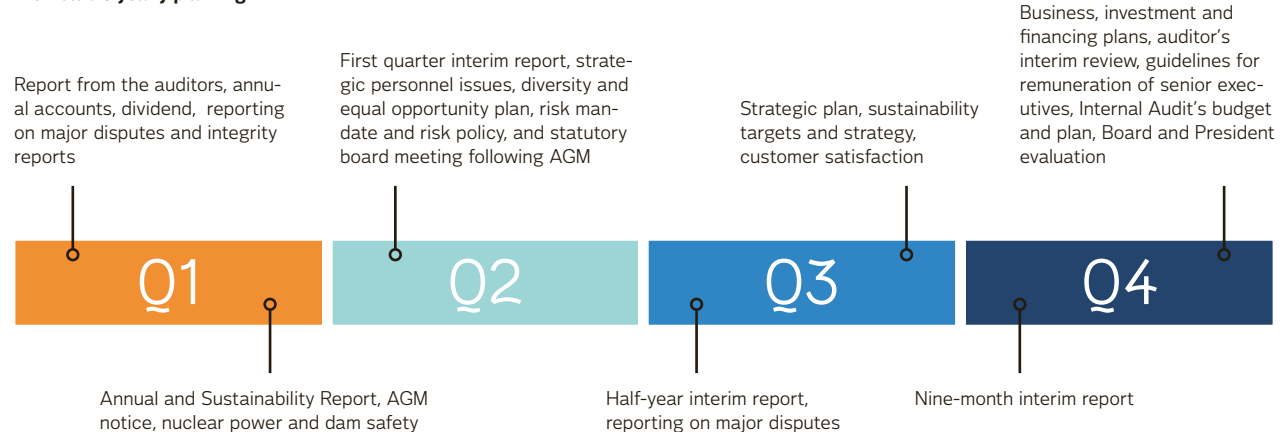 Report from the auditors, annu-
al accounts, dividend, reporting
on major disputes and integrity
reports
First quarter interim report, strate-
gic personnel issues, diversity and
equal opportunity plan, risk man-
date and risk policy, and statutory
board meeting following AGM
Strategic plan, sustainability
targets and strategy,
customer satisfaction
Business, investment and
financing plans, auditor's
interim review, guidelines for
remuneration of senior exec-
utives, Internal Audit's budget
and plan, Board and President
evaluation
Q1
Q2
Q3
Q4
Annual and Sustainability Report, AGM
notice, nuclear power and dam safety
Half-year interim report,
reporting on major disputes
Nine-month interim report